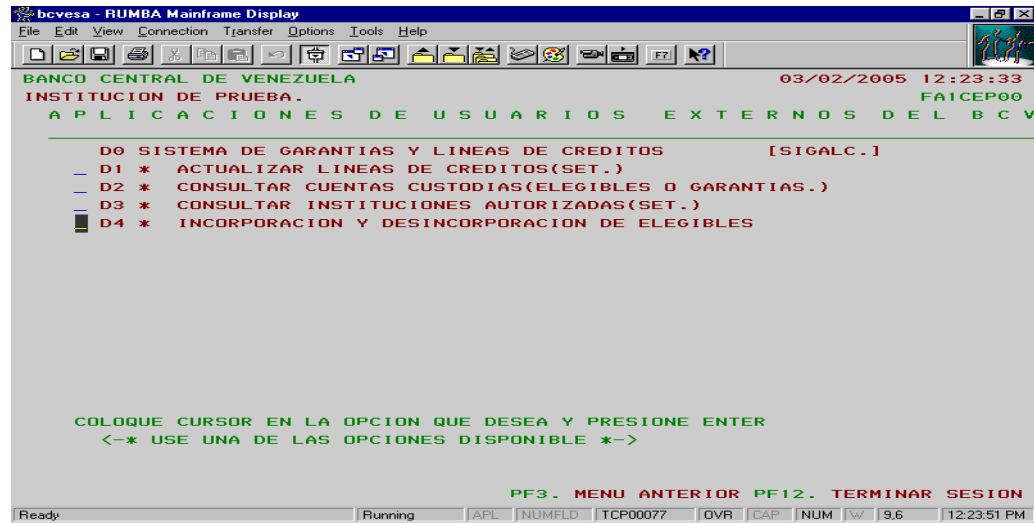 bcvesa - RUMBA Mainframe Display
File Edit View Connection Transfer Options Tools Help
F7
BANCO CENTRAL DE VENEZUELA 03/02/2005 12:23:33
INSTITUCION DE PRUEBA. FA1CEP00
A P L I C A C I O N E S D E U S U A R I O S E X T E R N O S D E L B C V
D0 SISTEMA DE GARANTIAS Y LINEAS DE CREDITOS [SIGALC.]
_ D1 * ACTUALIZAR LINEAS DE CREDITOS(SET.)
_ D2 * CONSULTAR CUENTAS CUSTODIAS(ELEGIBLES O GARANTIAS.)
_ D3 * CONSULTAR INSTITUCIONES AUTORIZADAS(SET.)
_ D4 * INCORPORACION Y DESINCORPORACION DE ELEGIBLES
COLOQUE CURSOR EN LA OPCION QUE DESEA Y PRESIONE ENTER
<-* USE UNA DE LAS OPCIONES DISPONIBLE *->
PF3. MENU ANTERIOR PF12. TERMINAR SESION
Ready Running APL NUMFLD TCP00077 OVR CAP NUM W 9,6 12:23:51 PM